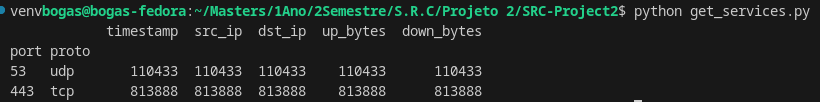 venvbogas@bogas-fedora:~/Masters/1Ano/2Semestre/S.R.C/Projeto 2/SRC-Project2$ python get_services.py
timestamp src_ip dst_ip up_bytes down_bytes
port proto
53 udp 110433 110433 110433 110433 110433
443 tcp 813888 813888 813888 813888 813888